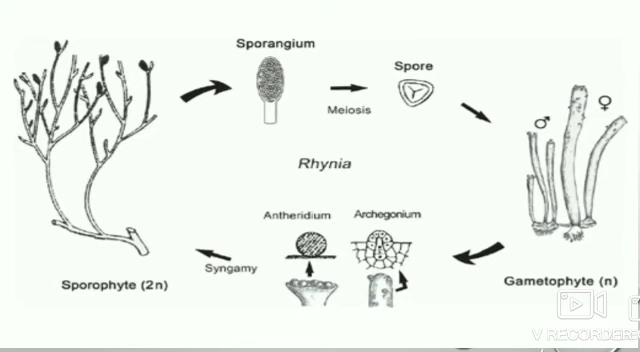 Sporangium
Spore
Meiosis
♂
♀
Rhynia
Antheridium
Archegonium
Syngamy
Sporophyte (2n)
Gametophyte (n)
V RECORDER